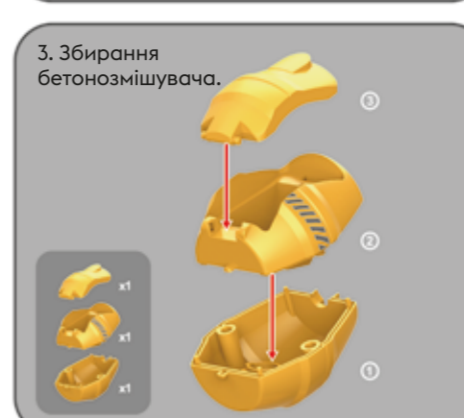 3. Збирання
бетонозмішувача.
③
②
①
x1
x1
x1